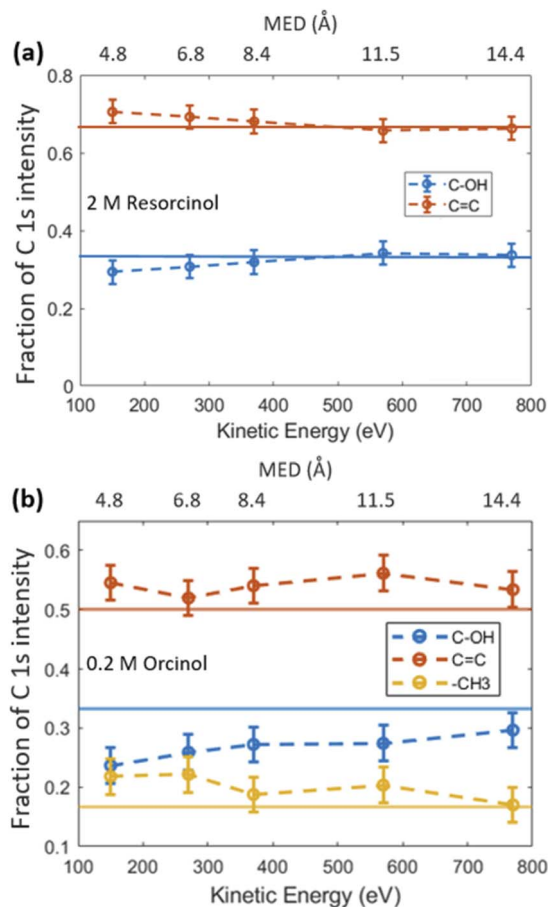 MED (Å)
(a)
4.8 6.8 8.4 11.5 14.4
0.8
0.6
0.4
0.2
0
Fraction of C 1s intensity
2 M Resorcinol
C-OH
C=C
100 200 300 400 500 600 700 800
Kinetic Energy (eV)
MED (Å)
(b)
4.8 6.8 8.4 11.5 14.4
0.6
0.5
0.4
0.3
0.2
0.1
Fraction of C 1s intensity
0.2 M Orcinol
C-OH
C=C
-CH3
100 200 300 400 500 600 700 800
Kinetic Energy (eV)